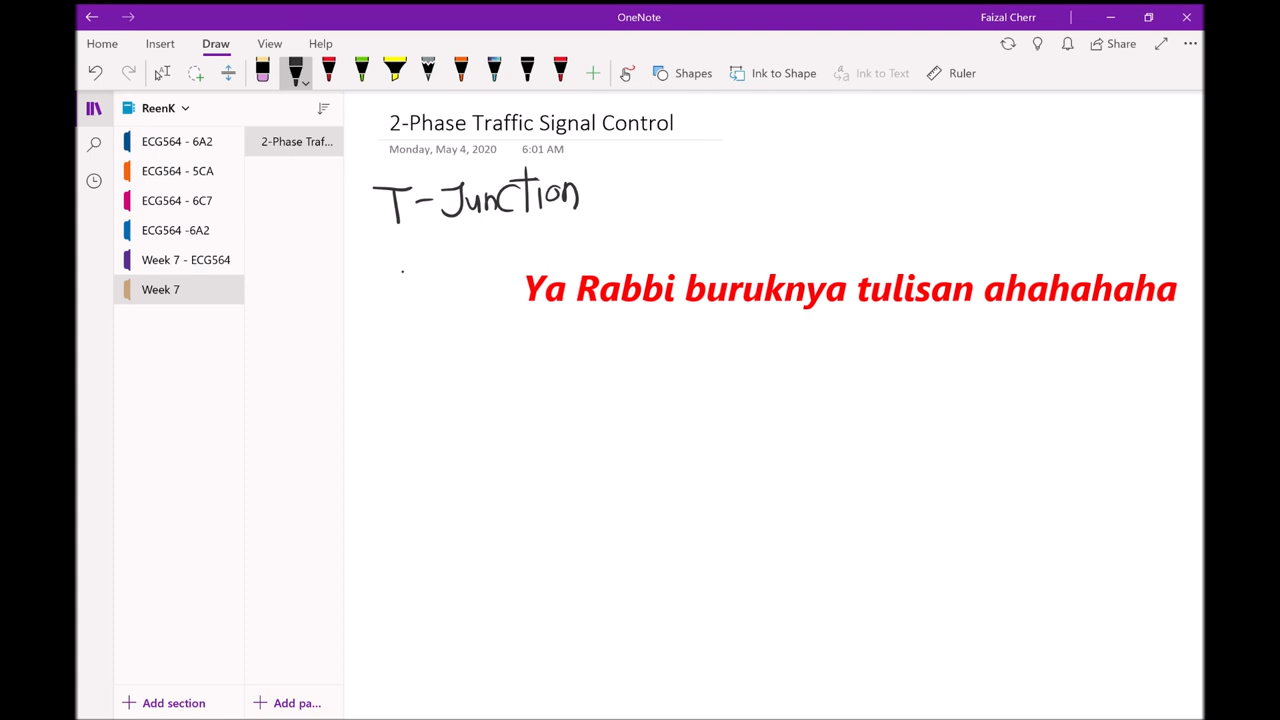 OneNote
Faizal Cherr
Home Insert Draw View Help
Share
Shapes Ink to Shape Ink to Text Ruler
ReenK
ECG564 - 6A2
ECG564 - 5CA
ECG564 - 6C7
ECG564 -6A2
Week 7 - ECG564
Week 7
2-Phase Traf...
2-Phase Traffic Signal Control
Monday, May 4, 2020 6:01 AM
T-Junction
Ya Rabbi buruknya tulisan ahahahaha
Add section
Add pa...